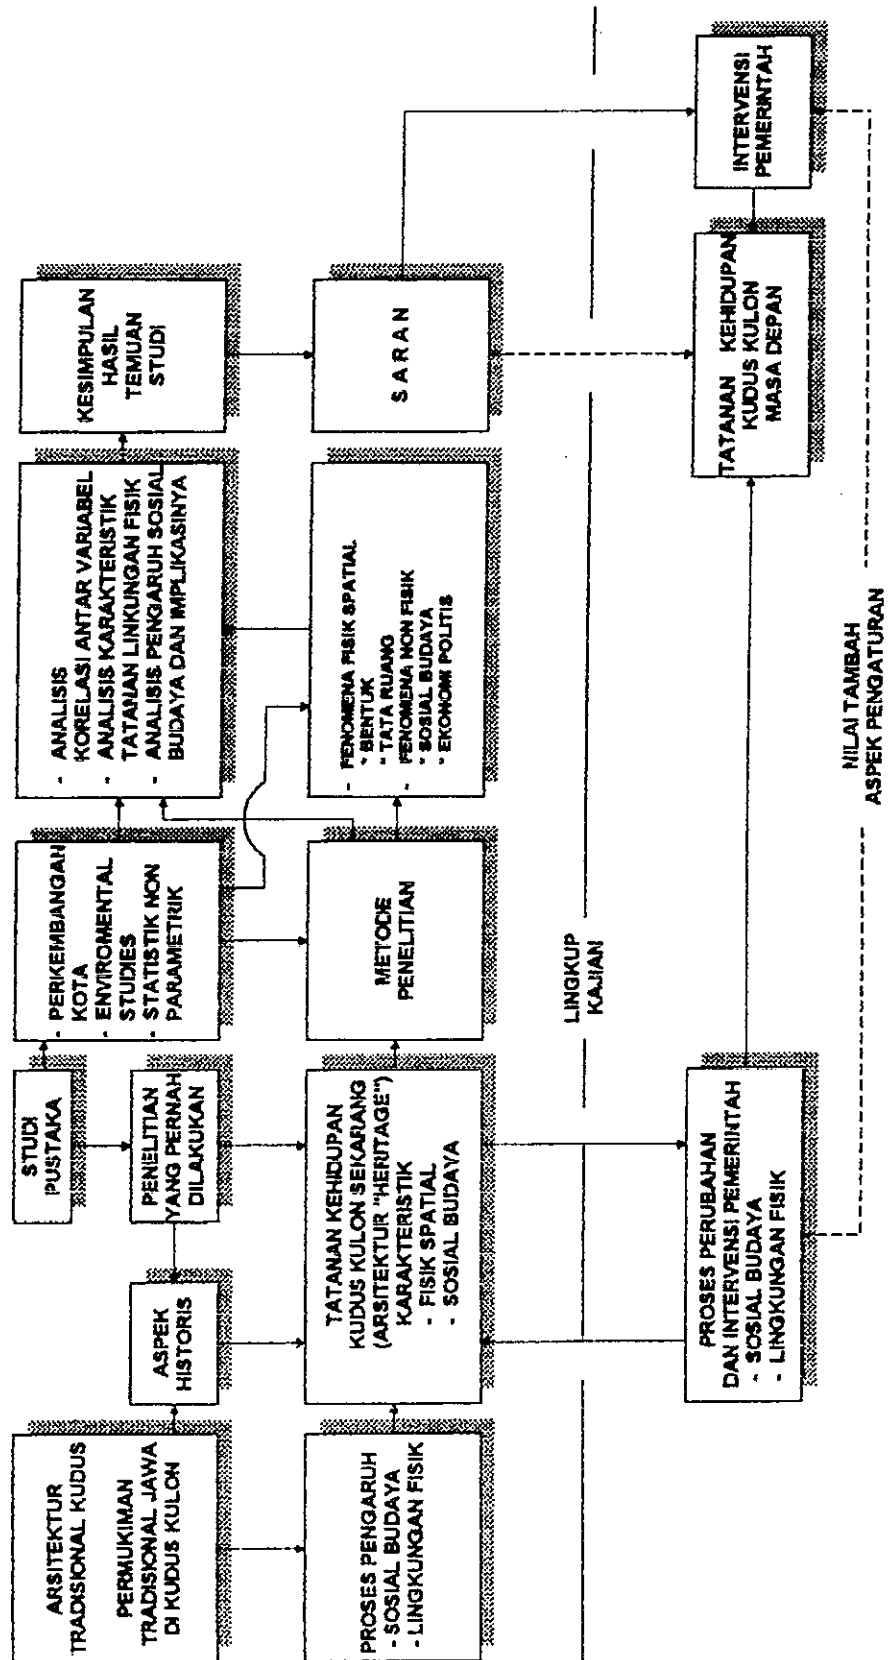 ARSITEKTUR
TRADISIONAL KUDUS
PERMUKIMAN
TRADISIONAL JAWA
DI KUDUS KULON
ASPEK
HISTORIS
STUDI
PUSTAKA
PENELITIAN
YANG PERNAH
DILAKUKAN
- PERKEMBANGAN
KOTA
- ENVIROMENTAL
STUDIES
- STATISTIK NON
PARAMETRIK
- ANALISIS
KORELASI ANTAR VARIABEL
- ANALISIS KARAKTERISTIK
TATANAN LINKUNGAN FISIK
- ANALISIS PENGARUH SOSIAL
BUDAYA DAN IMPLIKASINYA
KESIMPULAN
HASIL
TEMUAN
STUDI
PROSES PENGARUH
- SOSIAL BUDAYA
- LINGKUNGAN FISIK
TATANAN KEHIDUPAN
KUDUS KULON SEKARANG
(ARSITEKTUR "HERITAGE")
KARAKTERISTIK
- FISIK SPATIAL
- SOSIAL BUDAYA
METODE
PENELITIAN
- FENOMENA FISIK SPATIAL
" BENTUK
" TATA RUANG
- FENOMENA NON FISIK
" SOSIAL BUDAYA
" EKONOMI POLITIS
SARAN
LINGKUP
KAJIAN
PROSES PERUBAHAN
DAN INTERVENSI PEMERINTAH
- SOSIAL BUDAYA
- LINGKUNGAN FISIK
TATANAN KEHIDUPAN
KUDUS KULON
MASA DEPAN
INTERVENSI
PEMERINTAH
NILAI TAMBAH
ASPEK PENGATURAN